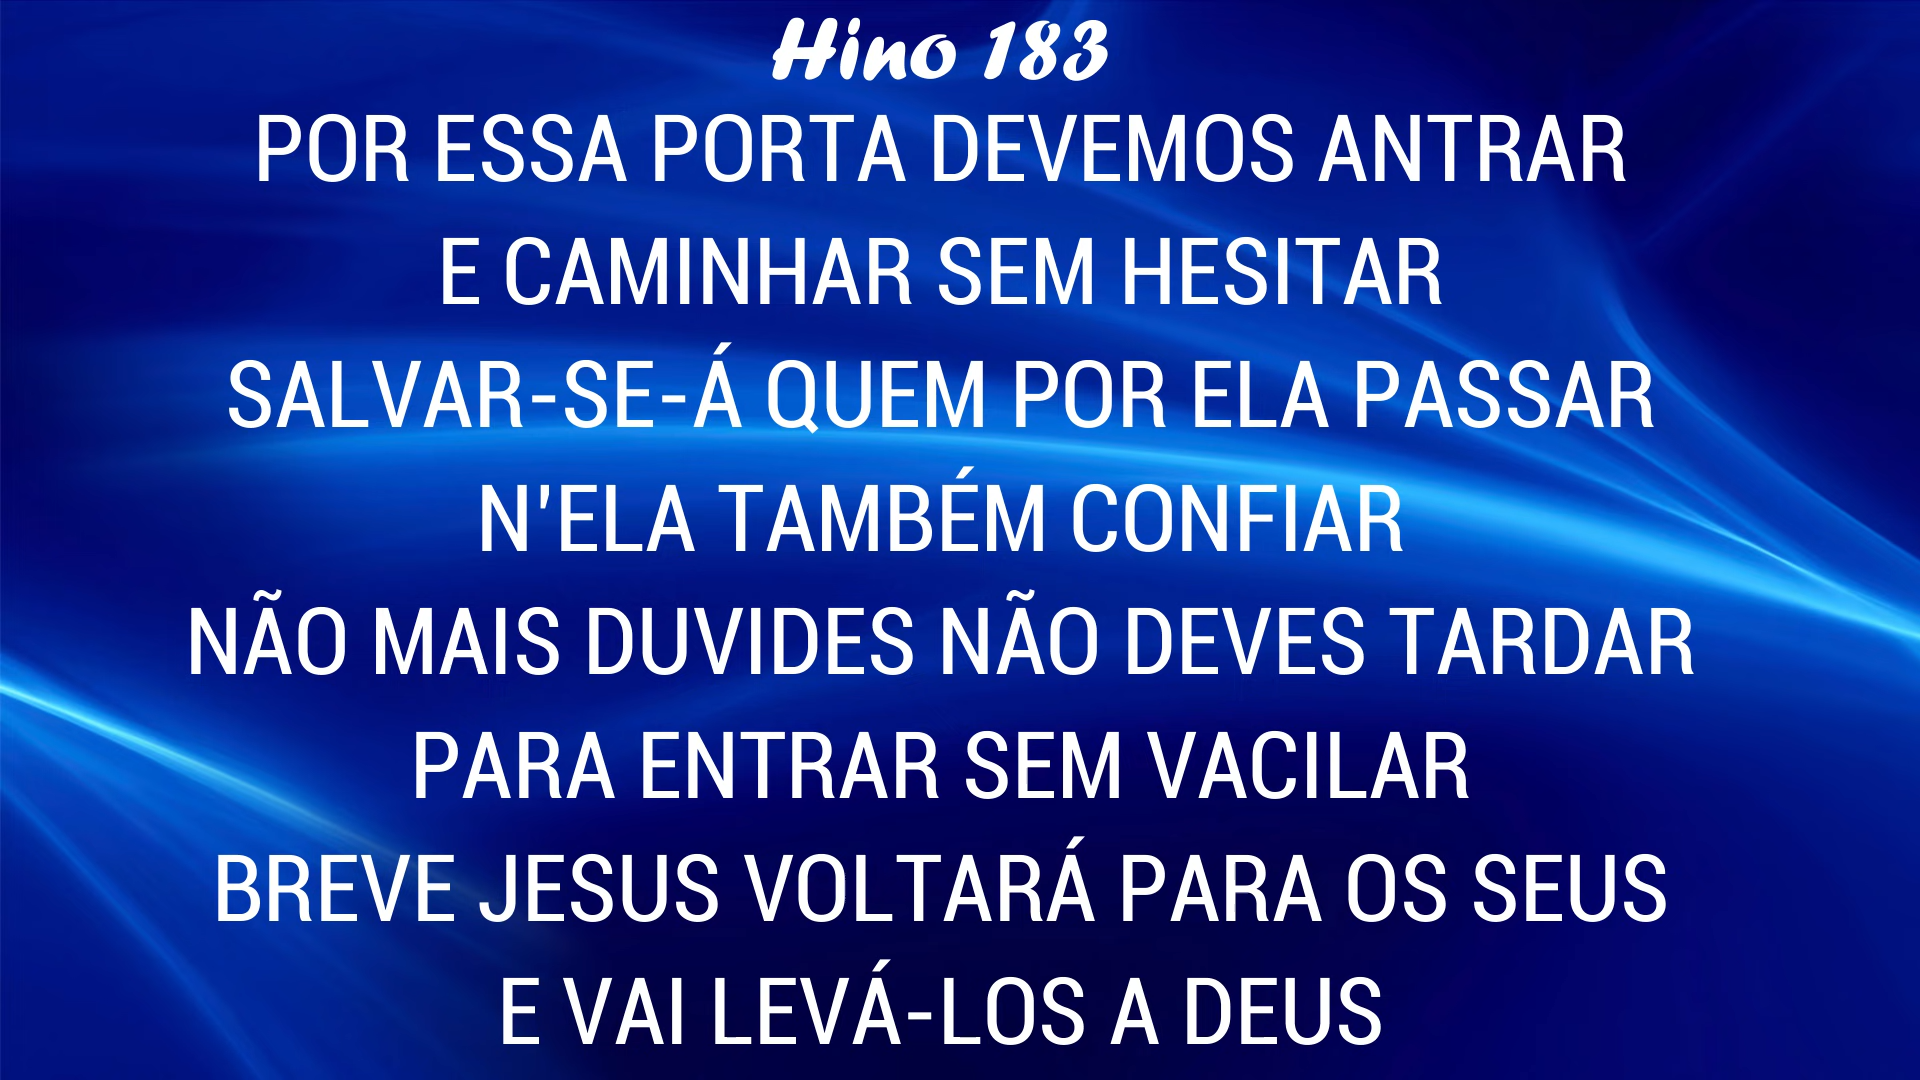 Hino 183
POR ESSA PORTA DEVEMOS ANTRAR
E CAMINHAR SEM HESITAR
SALVAR-SE-Á QUEM POR ELA PASSAR
N'ELA TAMBÉM CONFIAR
NÃO MAIS DUVIDES NÃO DEVES TARDAR
PARA ENTRAR SEM VACILAR
BREVE JESUS VOLTARÁ PARA OS SEUS
E VAI LEVÁ-LOS A DEUS